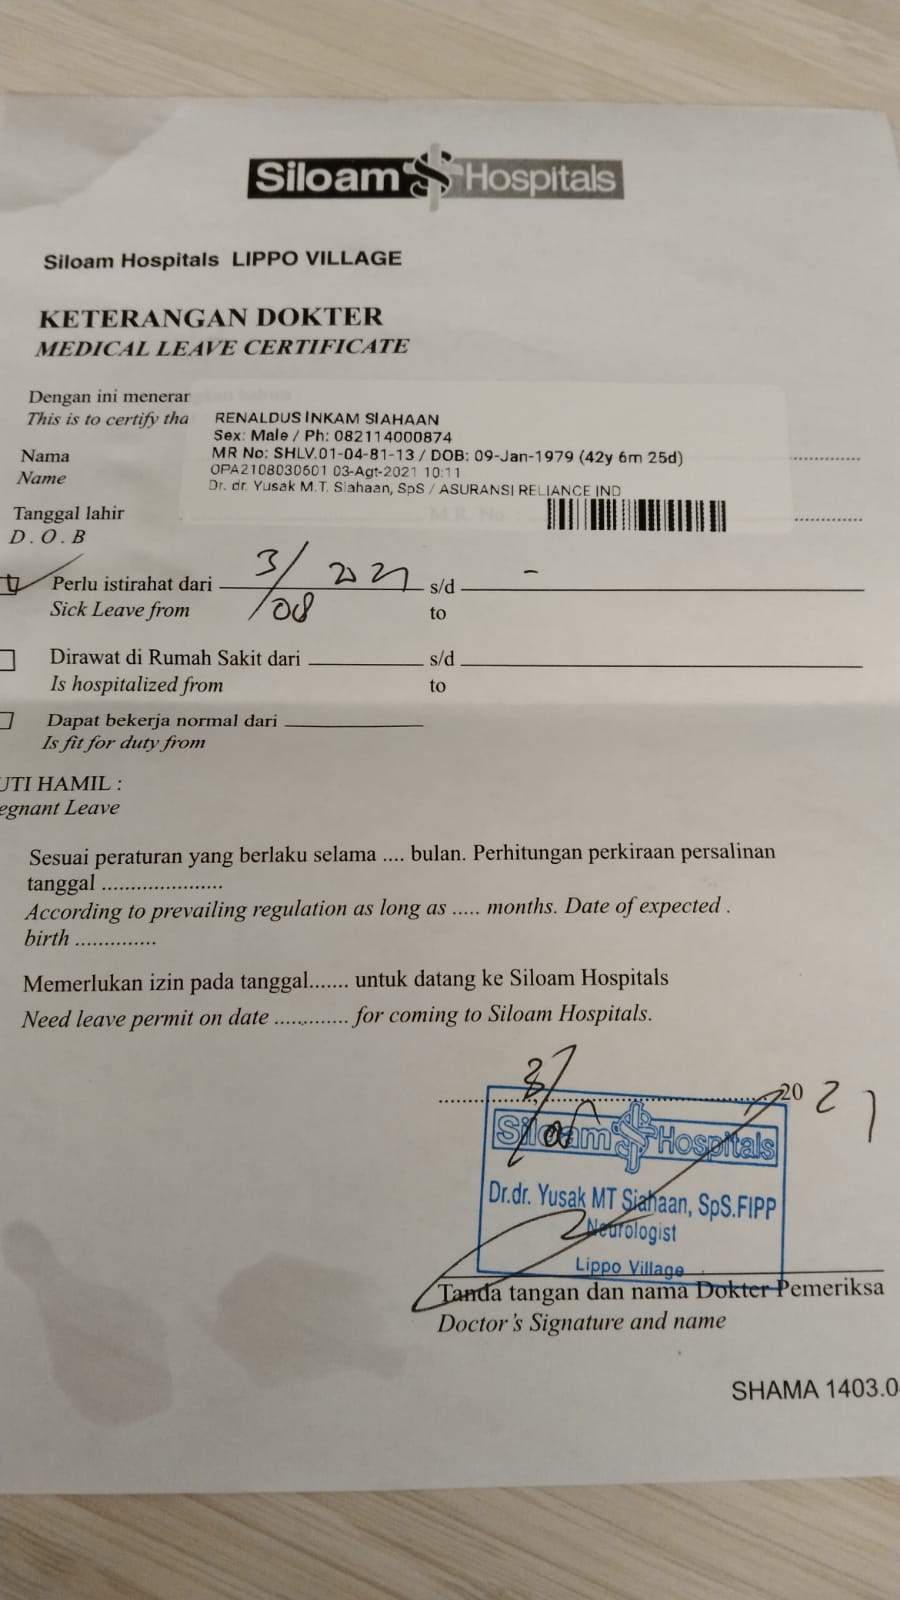 Siloam Hospitals
Siloam Hospitals LIPPO VILLAGE
KETERANGAN DOKTER
MEDICAL LEAVE CERTIFICATE
Dengan ini menerar
This is to certify tha
RENALDUS INKAM SIAHAAN
Sex: Male / Ph: 082114000874
Nama
MR No: SHLV.01-04-81-13 / DOB: 09-Jan-1979 (42y 6m 25d)
Name
OPA2108030601 03-Agt-2021 10:11
Dr. dr. Yusak M.T. Siahaan, SpS / ASURANSI RELIANCE IND
Tanggal lahir
M.R. No
D . O . B
Perlu istirahat dari 3/08 2021 s/d -
Sick Leave from to
Dirawat di Rumah Sakit dari s/d
Is hospitalized from to
Dapat bekerja normal dari
Is fit for duty from
UTI HAMIL :
egnant Leave
Sesuai peraturan yang berlaku selama .... bulan. Perhitungan perkiraan persalinan
tanggal .....................
According to prevailing regulation as long as ..... months. Date of expected .
birth ..............
Memerlukan izin pada tanggal....... untuk datang ke Siloam Hospitals
Need leave permit on date ............. for coming to Siloam Hospitals.
3/08 2021
Siloam Hospitals
Dr.dr. Yusak MT Siahaan, SpS.FIPP
Neurologist
Lippo Village
Tanda tangan dan nama Dokter Pemeriksa
Doctor's Signature and name
SHAMA 1403.0